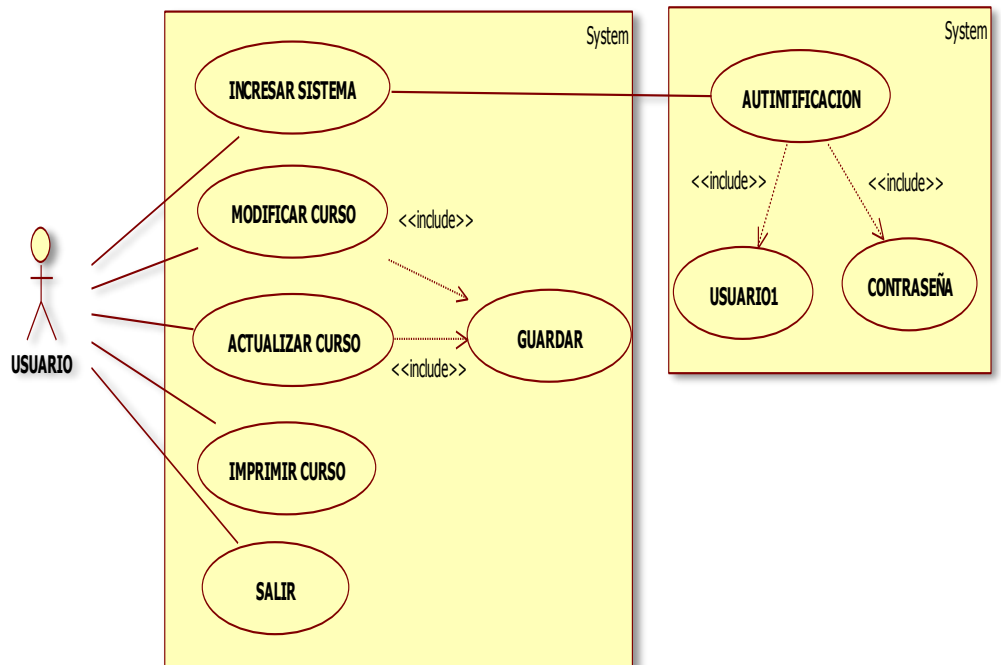 System
INCRESAR SISTEMA
MODIFICAR CURSO
<<include>>
ACTUALIZAR CURSO
<<include>>
GUARDAR
IMPRIMIR CURSO
SALIR
USUARIO
System
AUTINTIFICACION
<<include>>
<<include>>
USUARIO1
CONTRASEÑA